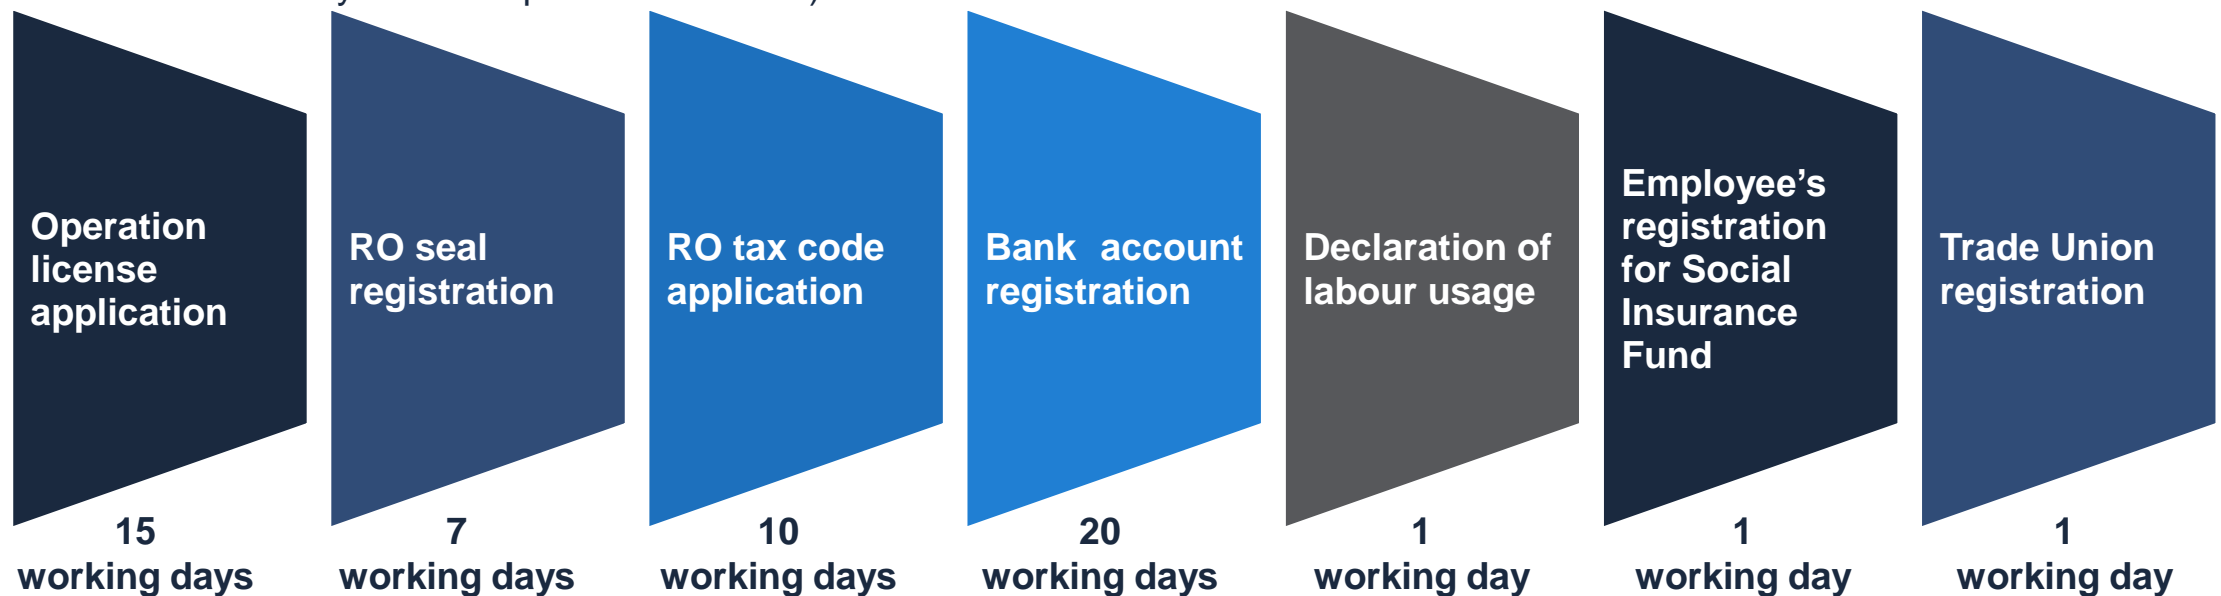 Operation
license
application
RO seal
registration
RO tax code
application
Bank account
registration
Declaration of
labour usage
Employee’s
registration
for Social
Insurance
Fund
Trade Union
registration
15
working days
7
working days
10
working days
20
working days
1
working day
1
working day
1
working day